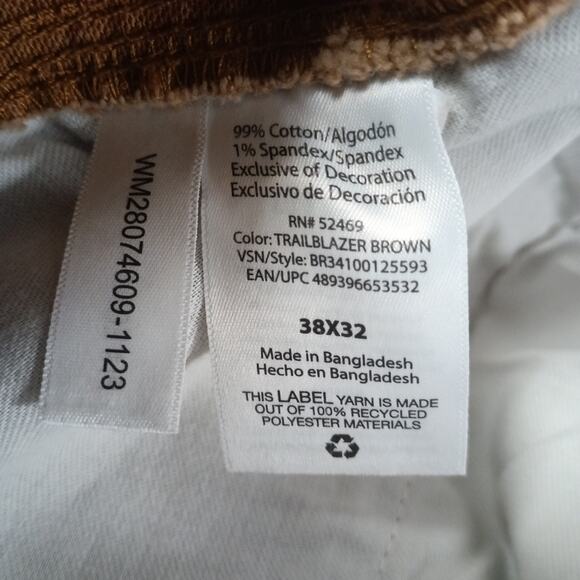 WM28074609-1123
99% Cotton/Algodón
1% Spandex/Spandex
Exclusive of Decoration
Exclusivo de Decoración
RN# 52469
Color: TRAILBLAZER BROWN
VSN/Style: BR34100125593
EAN/UPC 489396653532
38X32
Made in Bangladesh
Hecho en Bangladesh
THIS LABEL YARN IS MADE
OUT OF 100% RECYCLED
POLYESTER MATERIALS